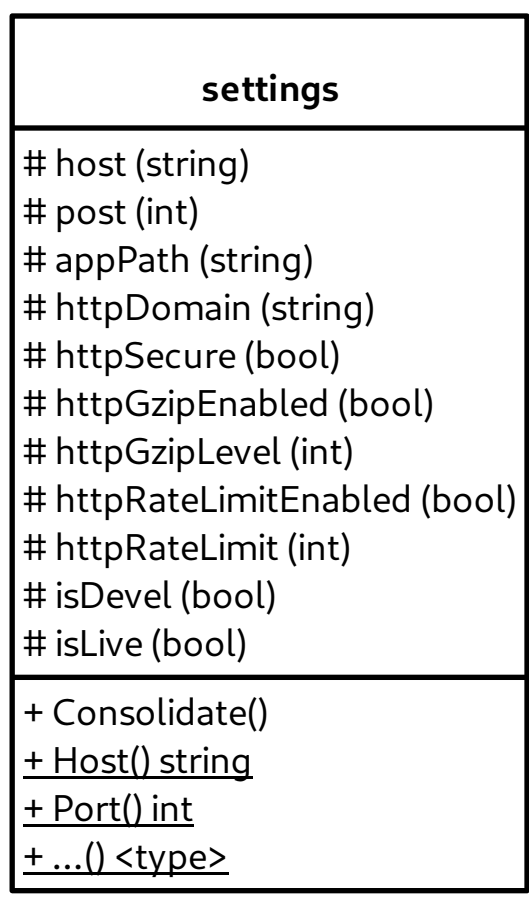 settings
# host (string)
# post (int)
# appPath (string)
# httpDomain (string)
# httpSecure (bool)
# httpGzipEnabled (bool)
# httpGzipLevel (int)
# httpRateLimitEnabled (bool)
# httpRateLimit (int)
# isDevel (bool)
# isLive (bool)
+ Consolidate()
+ Host() string
+ Port() int
+ ...() <type>